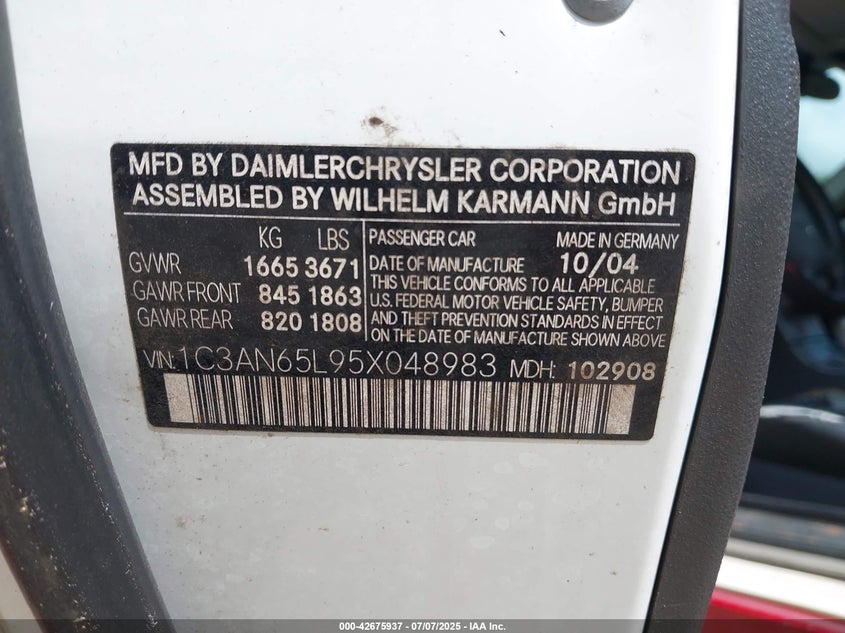 MFD BY DAIMLERCHRYSLER CORPORATION
ASSEMBLED BY WILHELM KARMANN GmbH
KG LBS
GVWR 1665 3671
GAWR FRONT 845 1863
GAWR REAR 820 1808
PASSENGER CAR MADE IN GERMANY
DATE OF MANUFACTURE 10/04
THIS VEHICLE CONFORMS TO ALL APPLICABLE
U.S. FEDERAL MOTOR VEHICLE SAFETY, BUMPER
AND THEFT PREVENTION STANDARDS IN EFFECT
ON THE DATE OF MANUFACTURE SHOWN ABOVE
VIN: 1C3AN65L95X048983 MDH: 102908
000-42675937 - 07/07/2025 - IAA Inc.